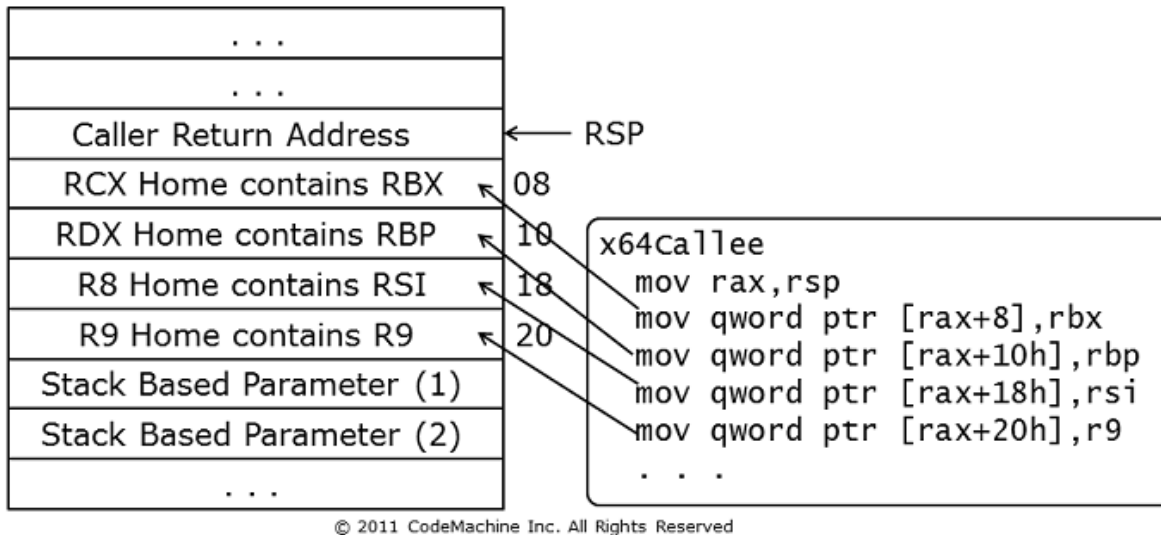 . . .
. . .
Caller Return Address
RSP
RCX Home contains RBX
08
RDX Home contains RBP
10
R8 Home contains RSI
18
R9 Home contains R9
20
Stack Based Parameter (1)
Stack Based Parameter (2)
. . .
x64Callee
mov rax,rsp
mov qword ptr [rax+8],rbx
mov qword ptr [rax+10h],rbp
mov qword ptr [rax+18h],rsi
mov qword ptr [rax+20h],r9
. . .
© 2011 CodeMachine Inc. All Rights Reserved